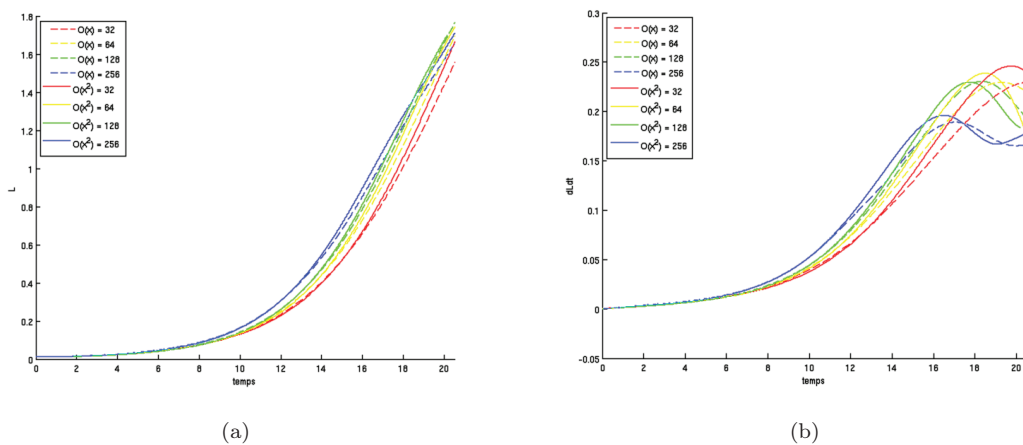 1.8
1.6
1.4
1.2
1
0.8
0.6
0.4
0.2
0
L
O(x) = 32
O(x) = 64
O(x) = 128
O(x) = 256
O(x²) = 32
O(x²) = 64
O(x²) = 128
O(x²) = 256
0 2 4 6 8 10 12 14 16 18 20
temps
(a)
0.3
0.25
0.2
0.15
0.1
0.05
0
-0.05
dLdt
O(x) = 32
O(x) = 64
O(x) = 128
O(x) = 256
O(x²) = 32
O(x²) = 64
O(x²) = 128
O(x²) = 256
0 2 4 6 8 10 12 14 16 18 20
temps
(b)